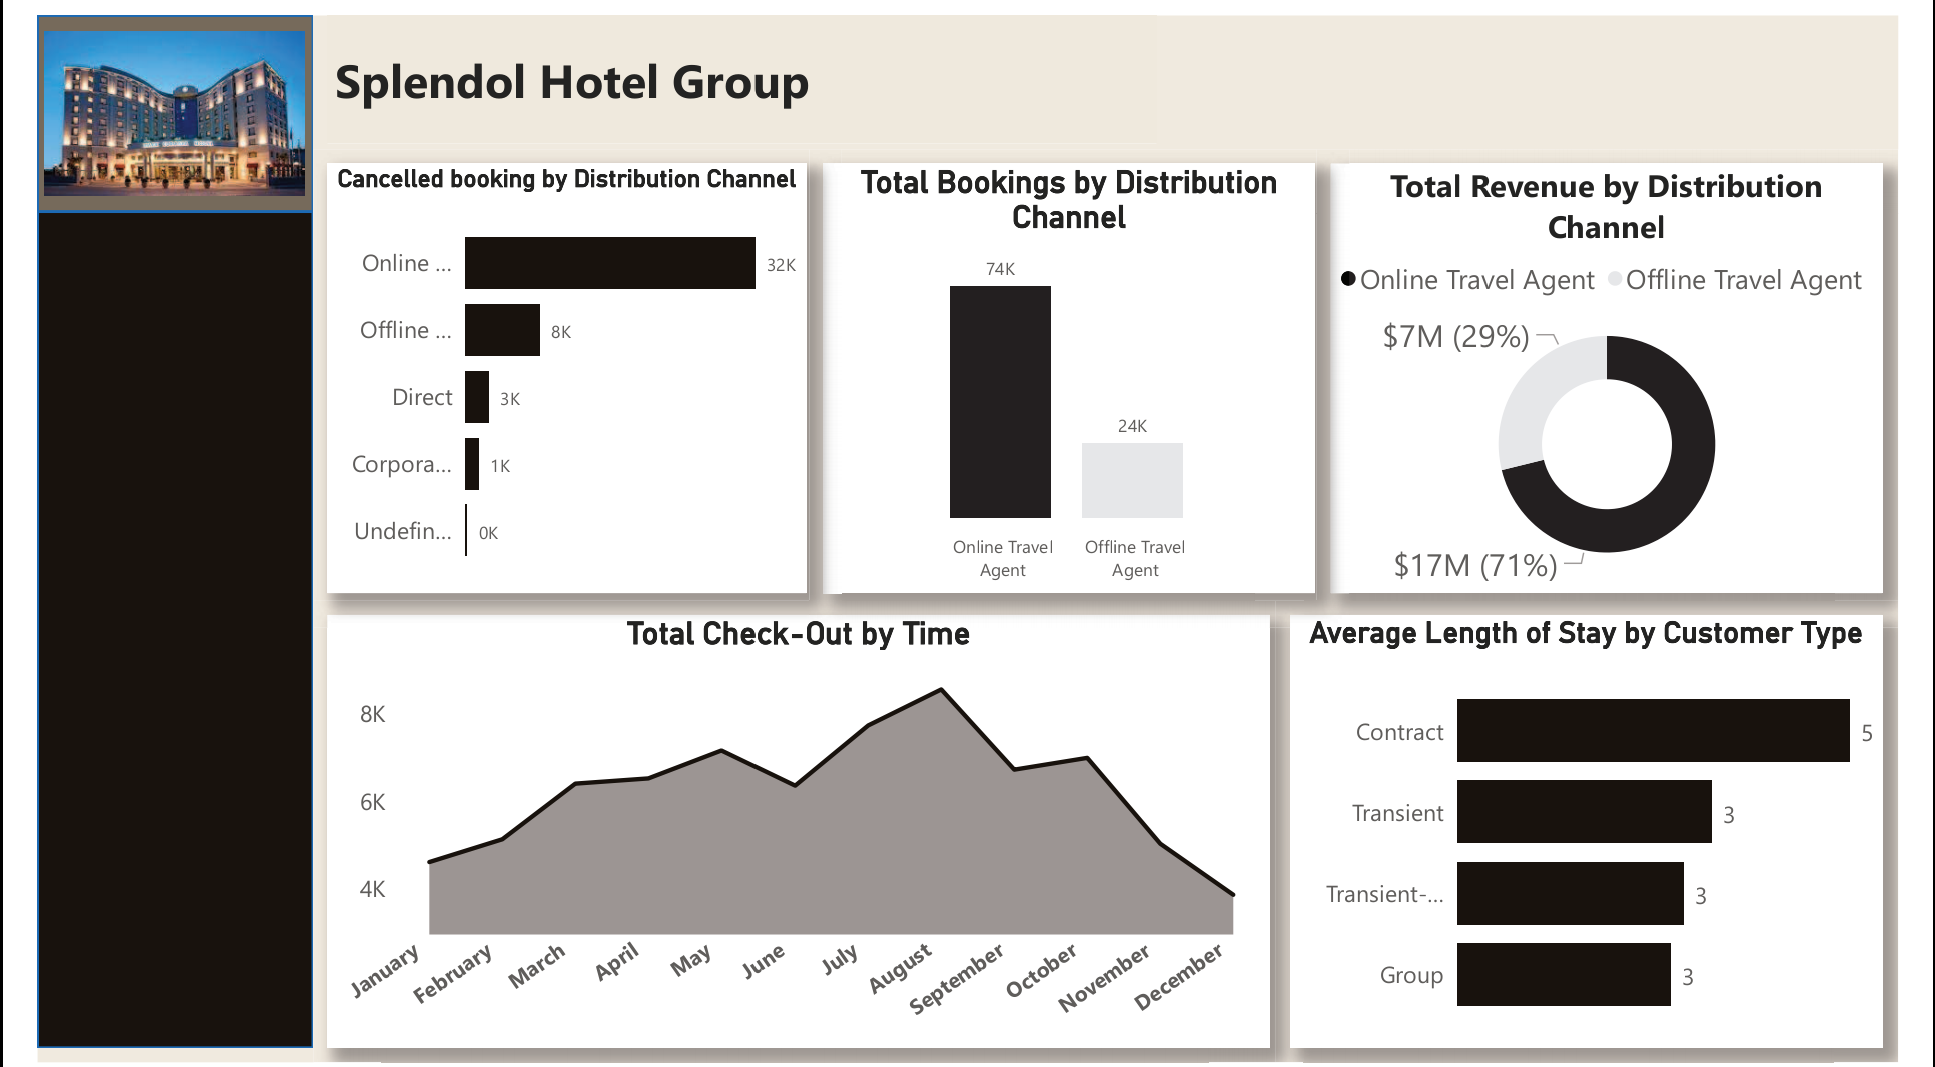 Splendol Hotel Group
Cancelled booking by Distribution Channel
Online ...
32K
Offline ...
8K
Direct
3K
Corpora...
1K
Undefin...
0K
Total Bookings by Distribution
Channel
74K
24K
Online Travel
Agent
Offline Travel
Agent
Total Revenue by Distribution
Channel
Online Travel Agent
Offline Travel Agent
$7M (29%)
$17M (71%)
Total Check-Out by Time
8K
6K
4K
January
February
March
April
May
June
July
August
September
October
November
December
Average Length of Stay by Customer Type
Contract
5
Transient
3
Transient-...
3
Group
3